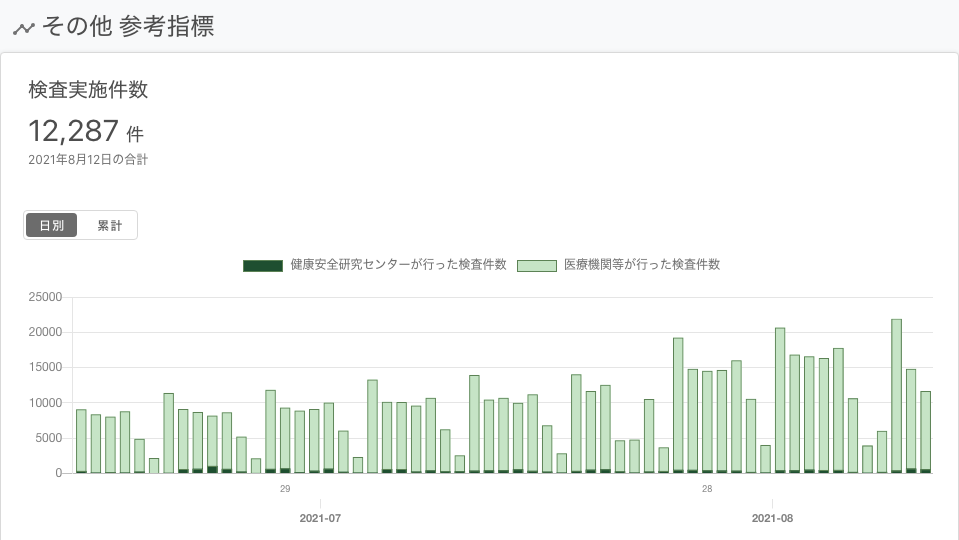 その他 参考指標
検査実施件数
12,287 件
2021年8月12日の合計
日別 累計
健康安全研究センターが行った検査件数 医療機関等が行った検査件数
25000
20000
15000
10000
5000
0
29 28
2021-07 2021-08